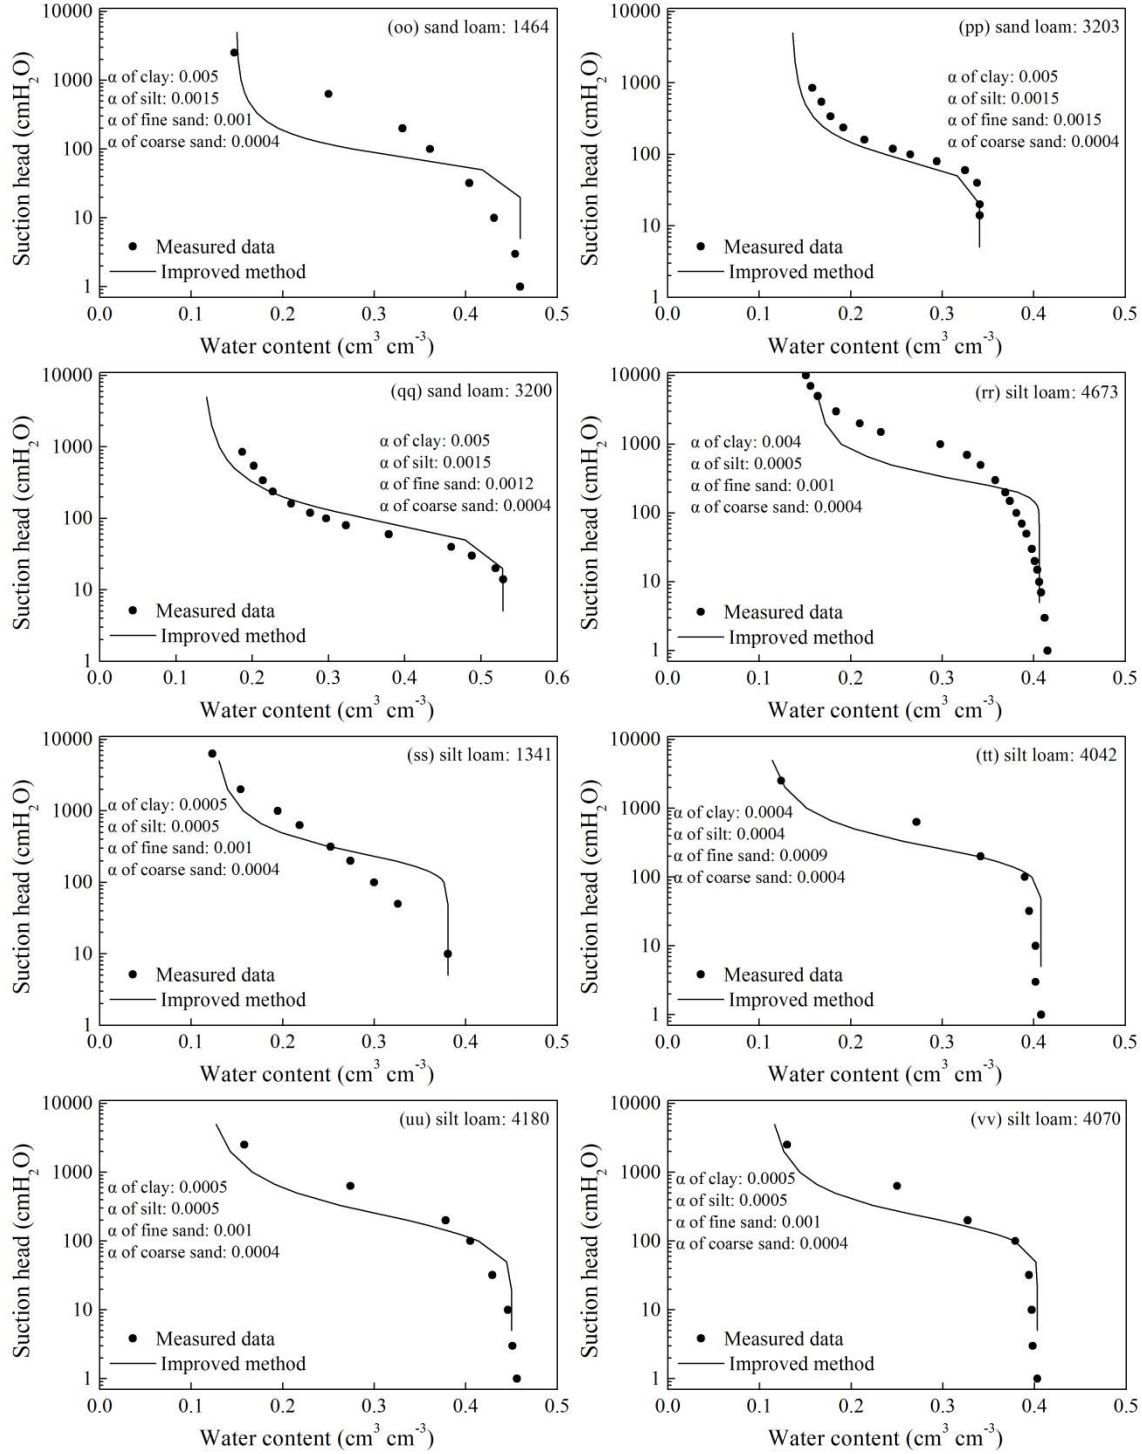 (oo) sand loam: 1464
α of clay: 0.005
α of silt: 0.0015
α of fine sand: 0.001
α of coarse sand: 0.0004
Measured data
Improved method
10000
1000
100
10
1
0.0 0.1 0.2 0.3 0.4 0.5
Suction head (cmH₂O)
Water content (cm³ cm⁻³)
(pp) sand loam: 3203
α of clay: 0.005
α of silt: 0.0015
α of fine sand: 0.0015
α of coarse sand: 0.0004
Measured data
Improved method
10000
1000
100
10
1
0.0 0.1 0.2 0.3 0.4 0.5
Suction head (cmH₂O)
Water content (cm³ cm⁻³)
(qq) sand loam: 3200
α of clay: 0.005
α of silt: 0.0015
α of fine sand: 0.0012
α of coarse sand: 0.0004
Measured data
Improved method
10000
1000
100
10
1
0.0 0.1 0.2 0.3 0.4 0.5 0.6
Suction head (cmH₂O)
Water content (cm³ cm⁻³)
(rr) silt loam: 4673
α of clay: 0.004
α of silt: 0.0005
α of fine sand: 0.001
α of coarse sand: 0.0004
Measured data
Improved method
10000
1000
100
10
1
0.0 0.1 0.2 0.3 0.4 0.5
Suction head (cmH₂O)
Water content (cm³ cm⁻³)
(ss) silt loam: 1341
α of clay: 0.0005
α of silt: 0.0005
α of fine sand: 0.001
α of coarse sand: 0.0004
Measured data
Improved method
10000
1000
100
10
1
0.0 0.1 0.2 0.3 0.4 0.5
Suction head (cmH₂O)
Water content (cm³ cm⁻³)
(tt) silt loam: 4042
α of clay: 0.0004
α of silt: 0.0004
α of fine sand: 0.0009
α of coarse sand: 0.0004
Measured data
Improved method
10000
1000
100
10
1
0.0 0.1 0.2 0.3 0.4 0.5
Suction head (cmH₂O)
Water content (cm³ cm⁻³)
(uu) silt loam: 4180
α of clay: 0.0005
α of silt: 0.0005
α of fine sand: 0.001
α of coarse sand: 0.0004
Measured data
Improved method
10000
1000
100
10
1
0.0 0.1 0.2 0.3 0.4 0.5
Suction head (cmH₂O)
Water content (cm³ cm⁻³)
(vv) silt loam: 4070
α of clay: 0.0005
α of silt: 0.0005
α of fine sand: 0.001
α of coarse sand: 0.0004
Measured data
Improved method
10000
1000
100
10
1
0.0 0.1 0.2 0.3 0.4 0.5
Suction head (cmH₂O)
Water content (cm³ cm⁻³)